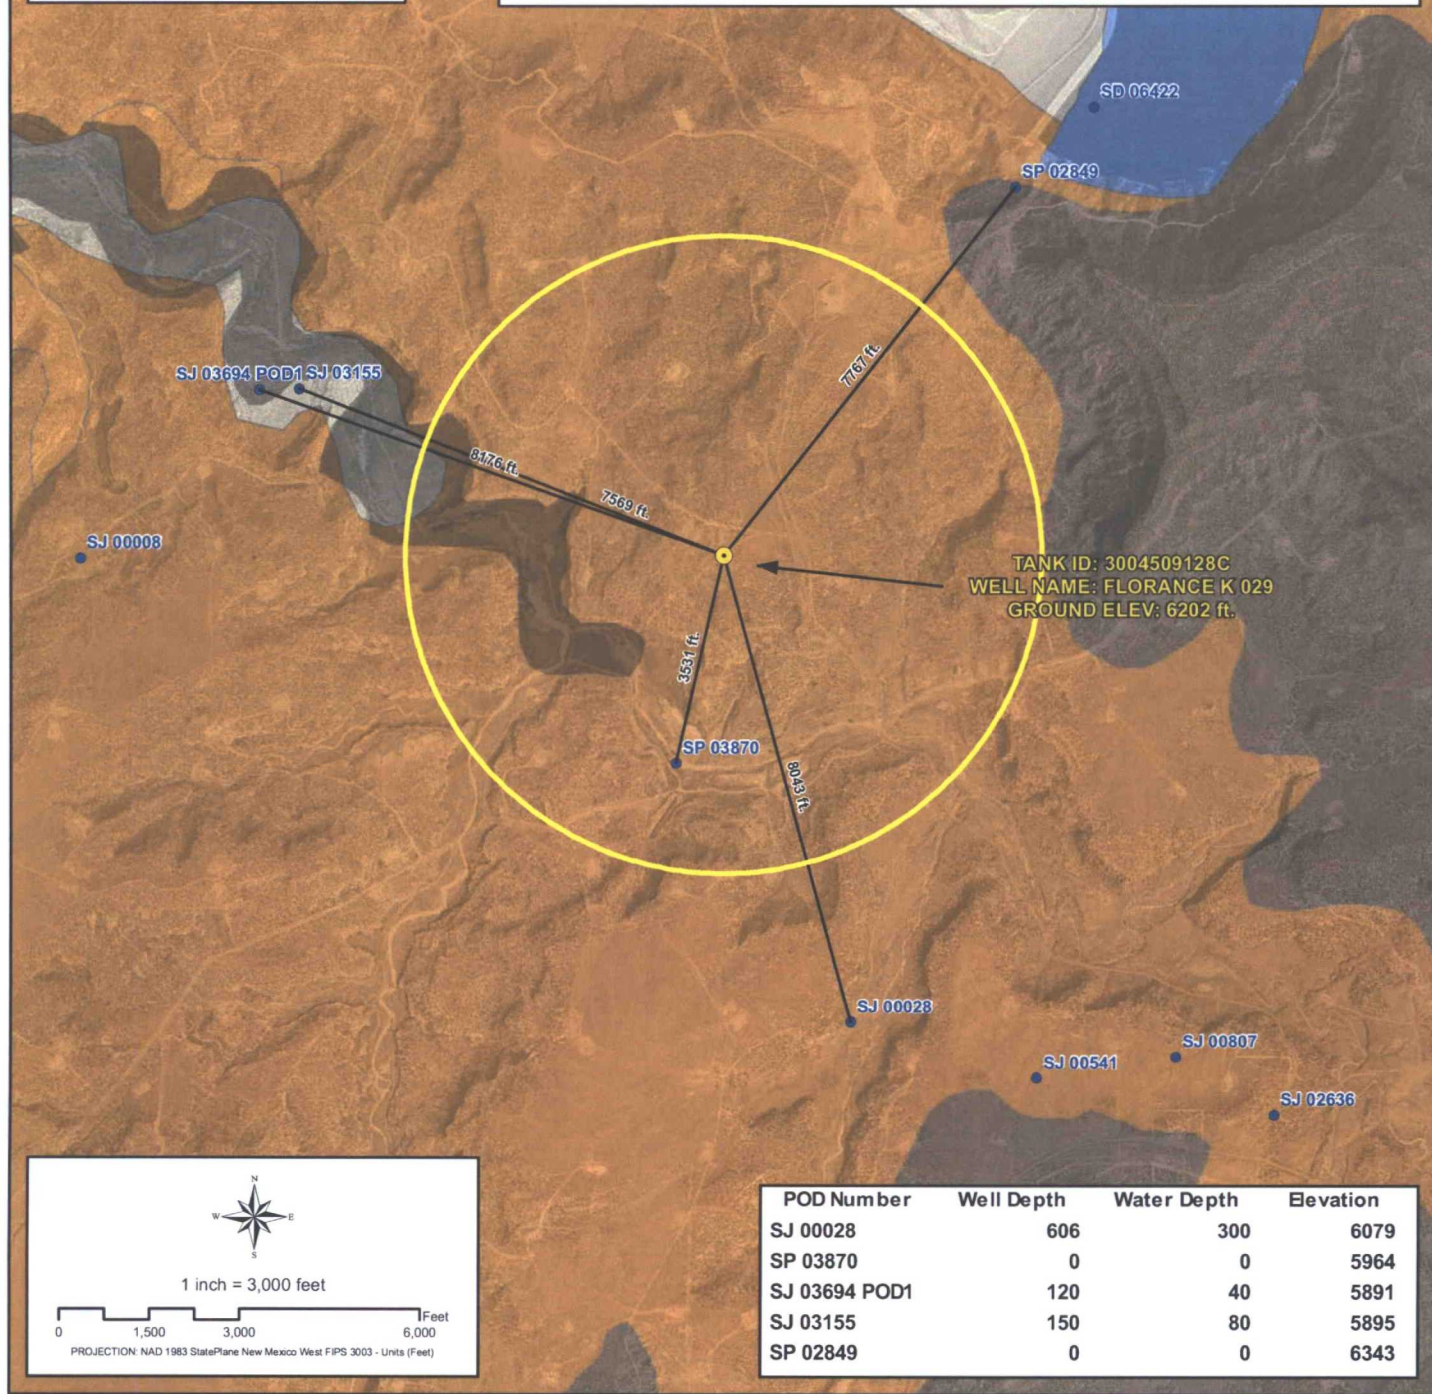 SD 06422
SP 02849
7767 ft.
SJ 03694 POD1 SJ 03155
8176 ft.
7569 ft.
SJ 00008
TANK ID: 3004509128C
WELL NAME: FLORANCE K 029
GROUND ELEV: 6202 ft.
3531 ft.
SP 03870
8043 ft.
SJ 00028
SJ 00807
SJ 00541
SJ 02636
N
W E
S
1 inch = 3,000 feet
Feet
0 1,500 3,000 6,000
PROJECTION: NAD 1983 StatePlane New Mexico West FIPS 3003 - Units (Feet)
POD Number Well Depth Water Depth Elevation
SJ 00028 606 300 6079
SP 03870 0 0 5964
SJ 03694 POD1 120 40 5891
SJ 03155 150 80 5895
SP 02849 0 0 6343